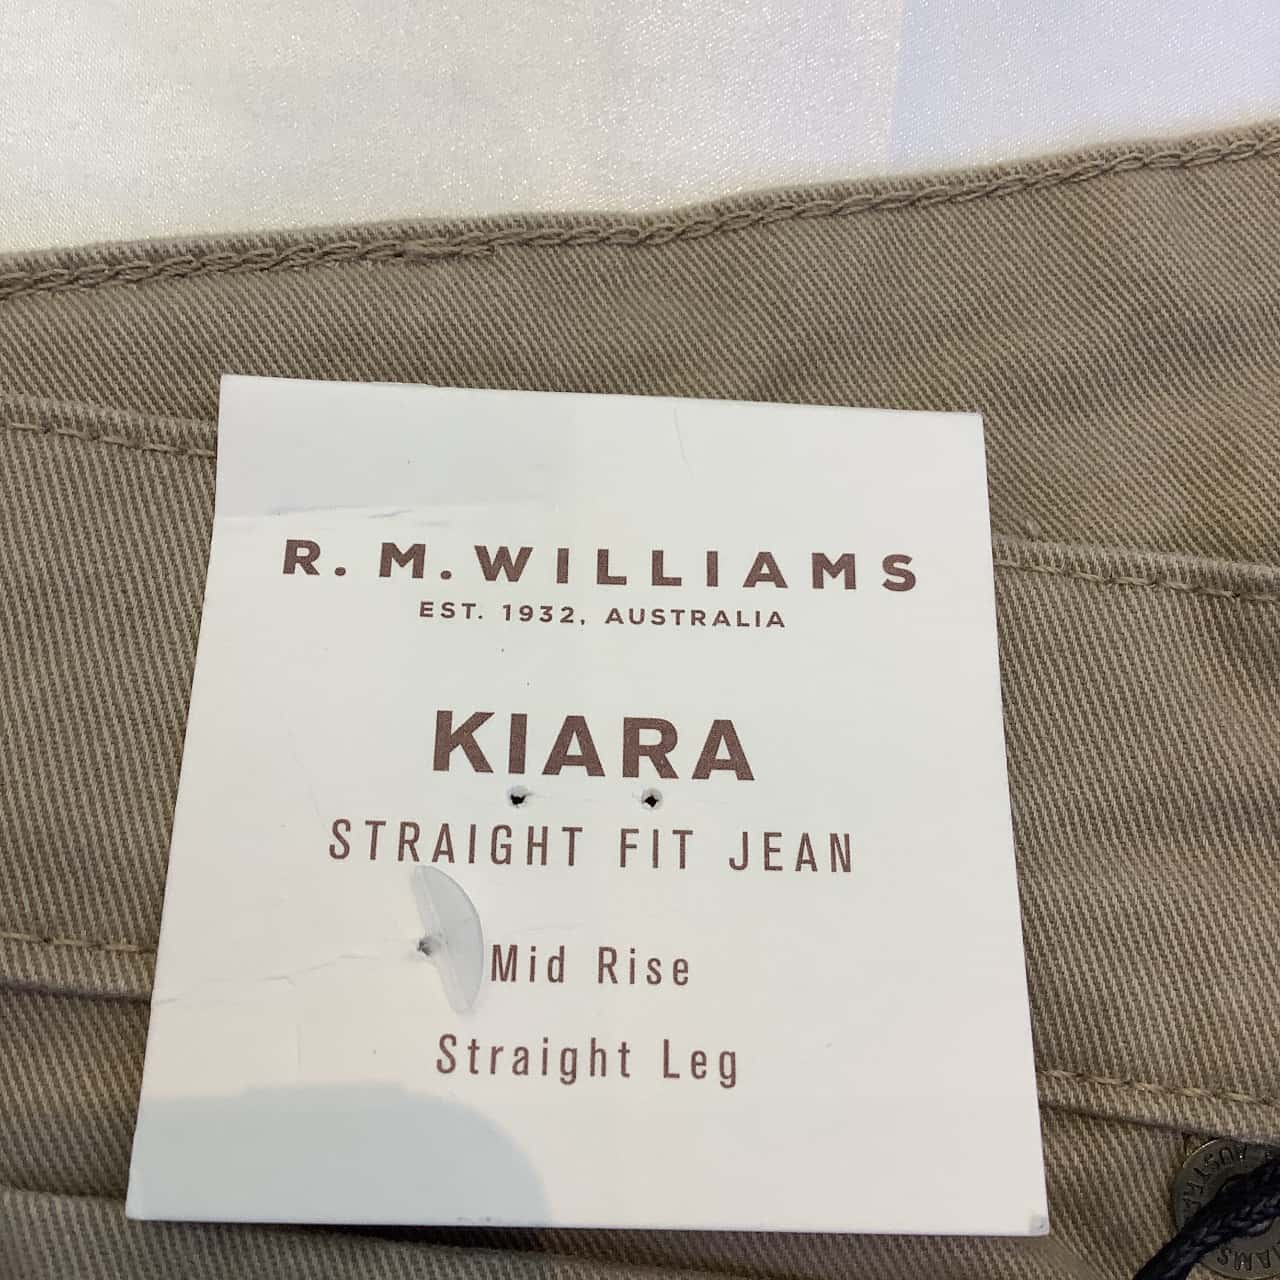 R. M. WILLIAMS
EST. 1932, AUSTRALIA
KIARA
STRAIGHT FIT JEAN
Mid Rise
Straight Leg